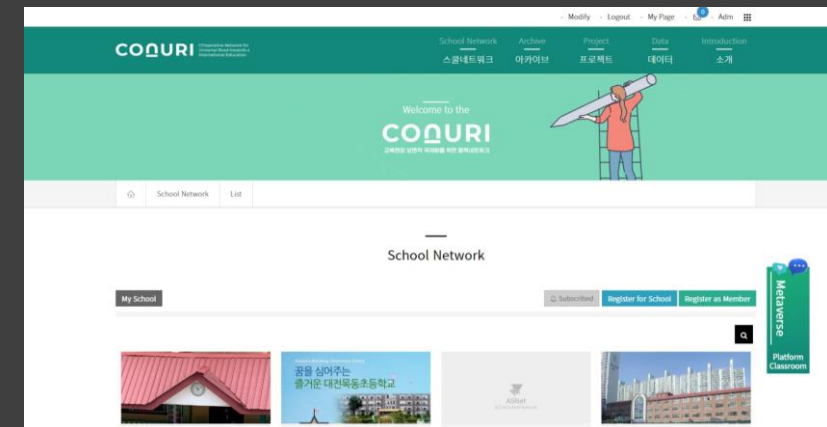 Modify
Logout
My Page
0
Adm
CONURI
School Network
Archive
Project
Data
Introduction
스쿨네트워크
아카이브
프로젝트
데이터
소개
Welcome to the
CONURI
School Network
List
School Network
My School
Subscribed
Register for School
Register as Member
Metaverse
Platform
Classroom
꿈을 심어주는
즐거운 대전목동초등학교
ASNet